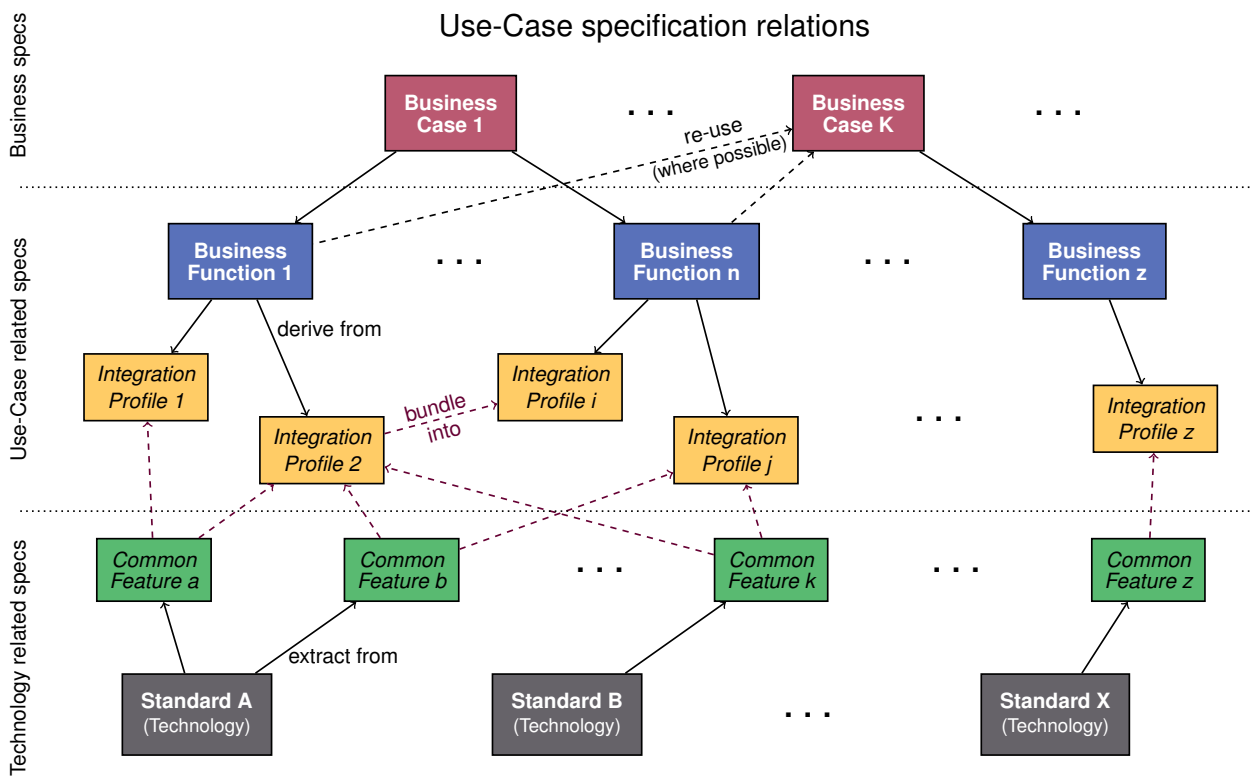 Use-Case specification relations
Business specs
Business
Case 1
. . .
Business
Case K
. . .
re-use
(where possible)
Use-Case related specs
Business
Function 1
. . .
Business
Function n
. . .
Business
Function z
derive from
Integration
Profile 1
Integration
Profile 2
bundle
into
Integration
Profile i
Integration
Profile j
. . .
Integration
Profile z
Technology related specs
Common
Feature a
Common
Feature b
. . .
Common
Feature k
. . .
Common
Feature z
extract from
Standard A
(Technology)
Standard B
(Technology)
. . .
Standard X
(Technology)